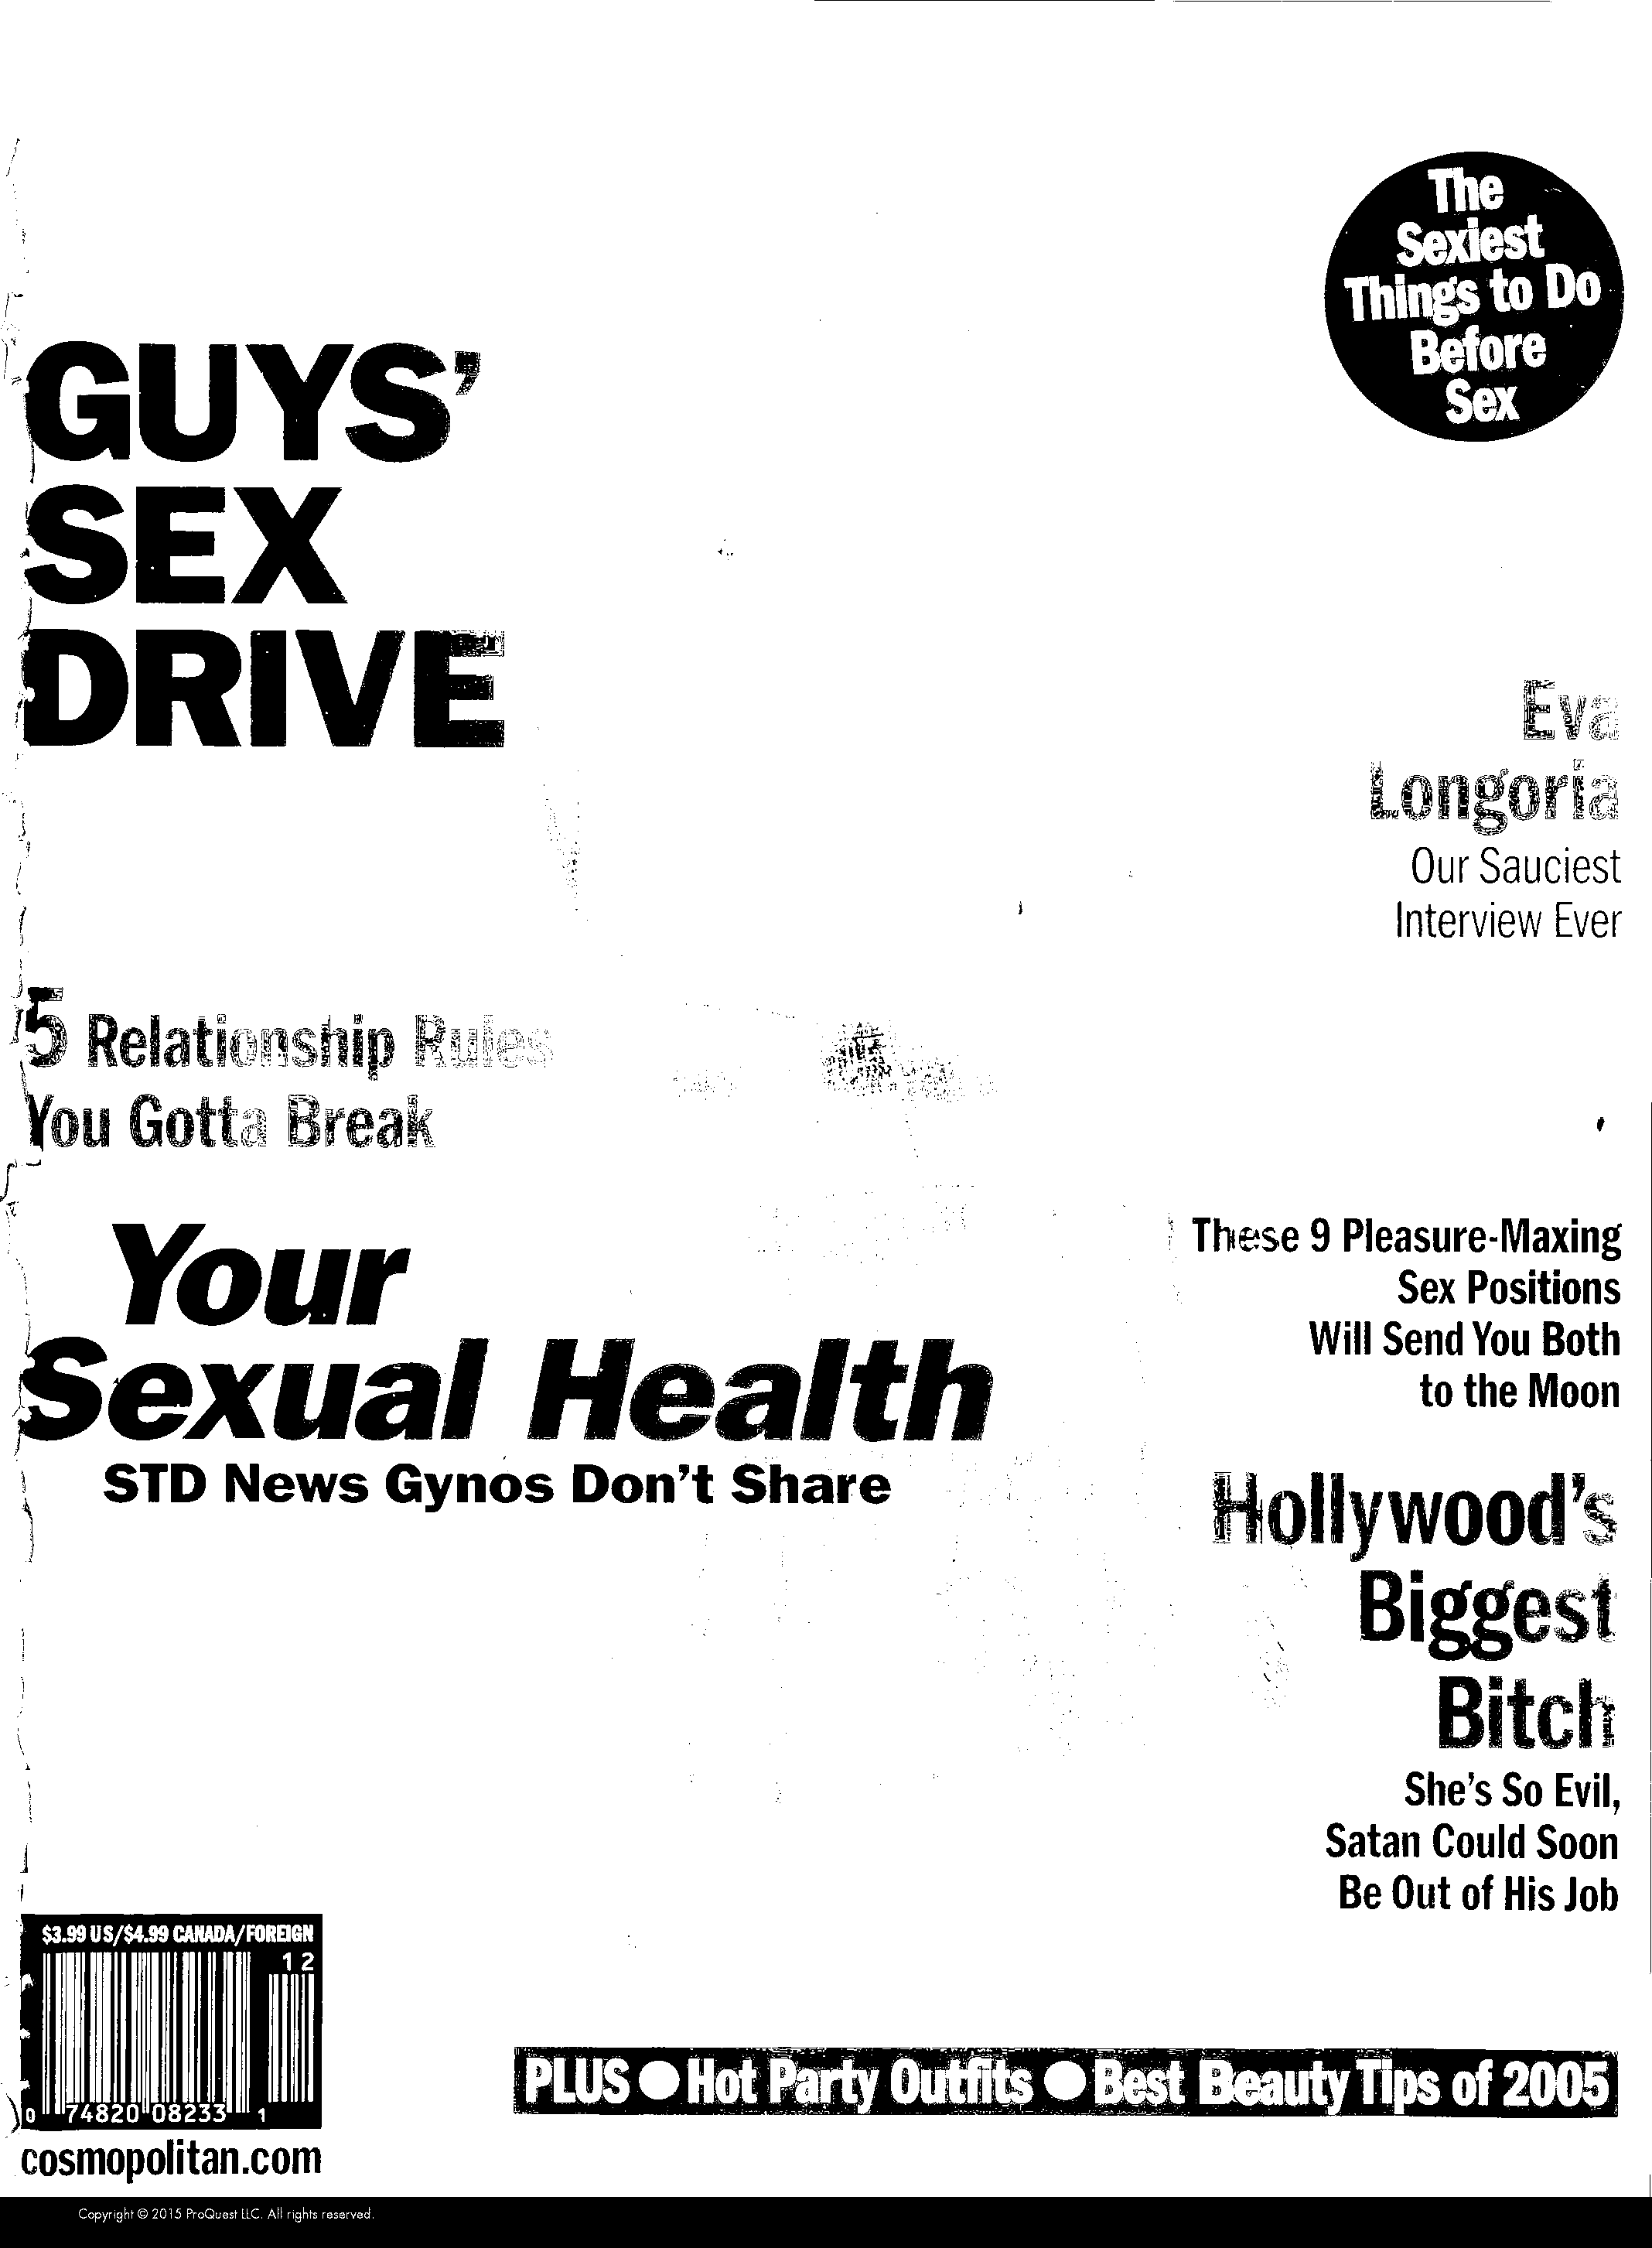 The
Sexiest
Things to Do
Before
Sex
GUYS'
SEX
DRIVE
Eva
Longoria
Our Sauciest
Interview Ever
5 Relationship Rules
You Gotta Break
Your
Sexual Health
STD News Gynos Don't Share
These 9 Pleasure-Maxing
Sex Positions
Will Send You Both
to the Moon
Hollywood's
Biggest
Bitch
She's So Evil,
Satan Could Soon
Be Out of His Job
$3.99 US/$4.99 CANADA/FOREIGN
12
0 74820 08233 1
cosmopolitan.com
PLUS ● Hot Party Outfits ● Best Beauty Tips of 2005
Copyright © 2015 ProQuest LLC. All rights reserved.